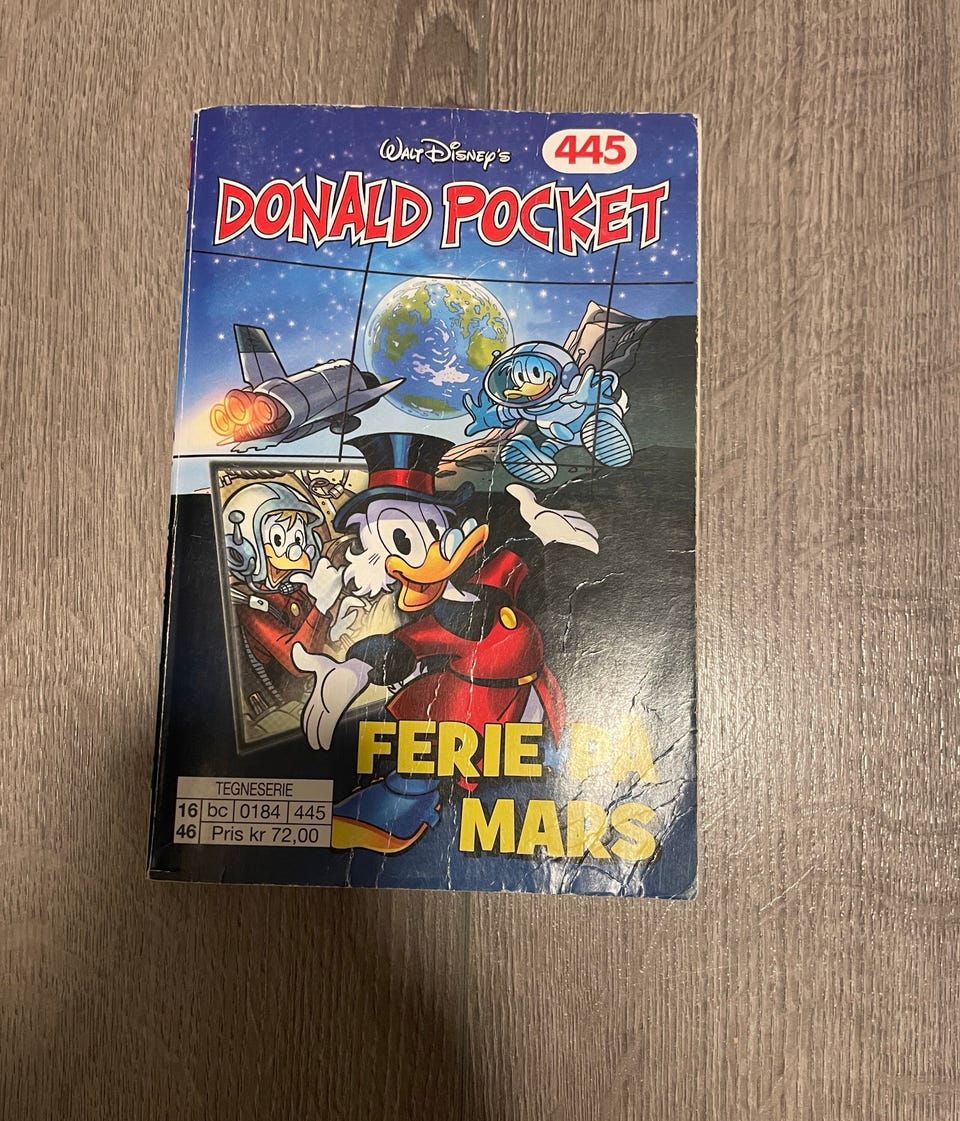 WALT DISNEY'S
445
DONALD POCKET
FERIE PÅ
MARS
TEGNESERIE
16 bc 0184 445
46 Pris kr 72,00